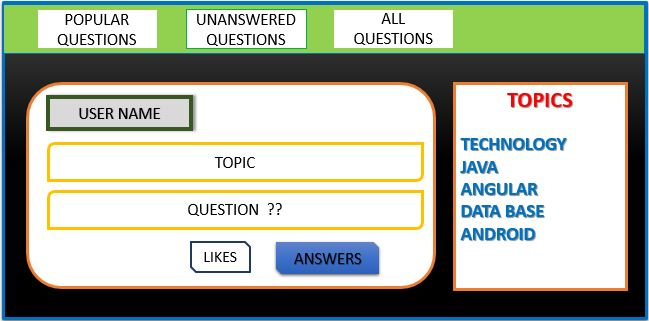 POPULAR
QUESTIONS
UNANSWERED
QUESTIONS
ALL
QUESTIONS
USER NAME
TOPIC
QUESTION ??
LIKES
ANSWERS
TOPICS
TECHNOLOGY
JAVA
ANGULAR
DATA BASE
ANDROID